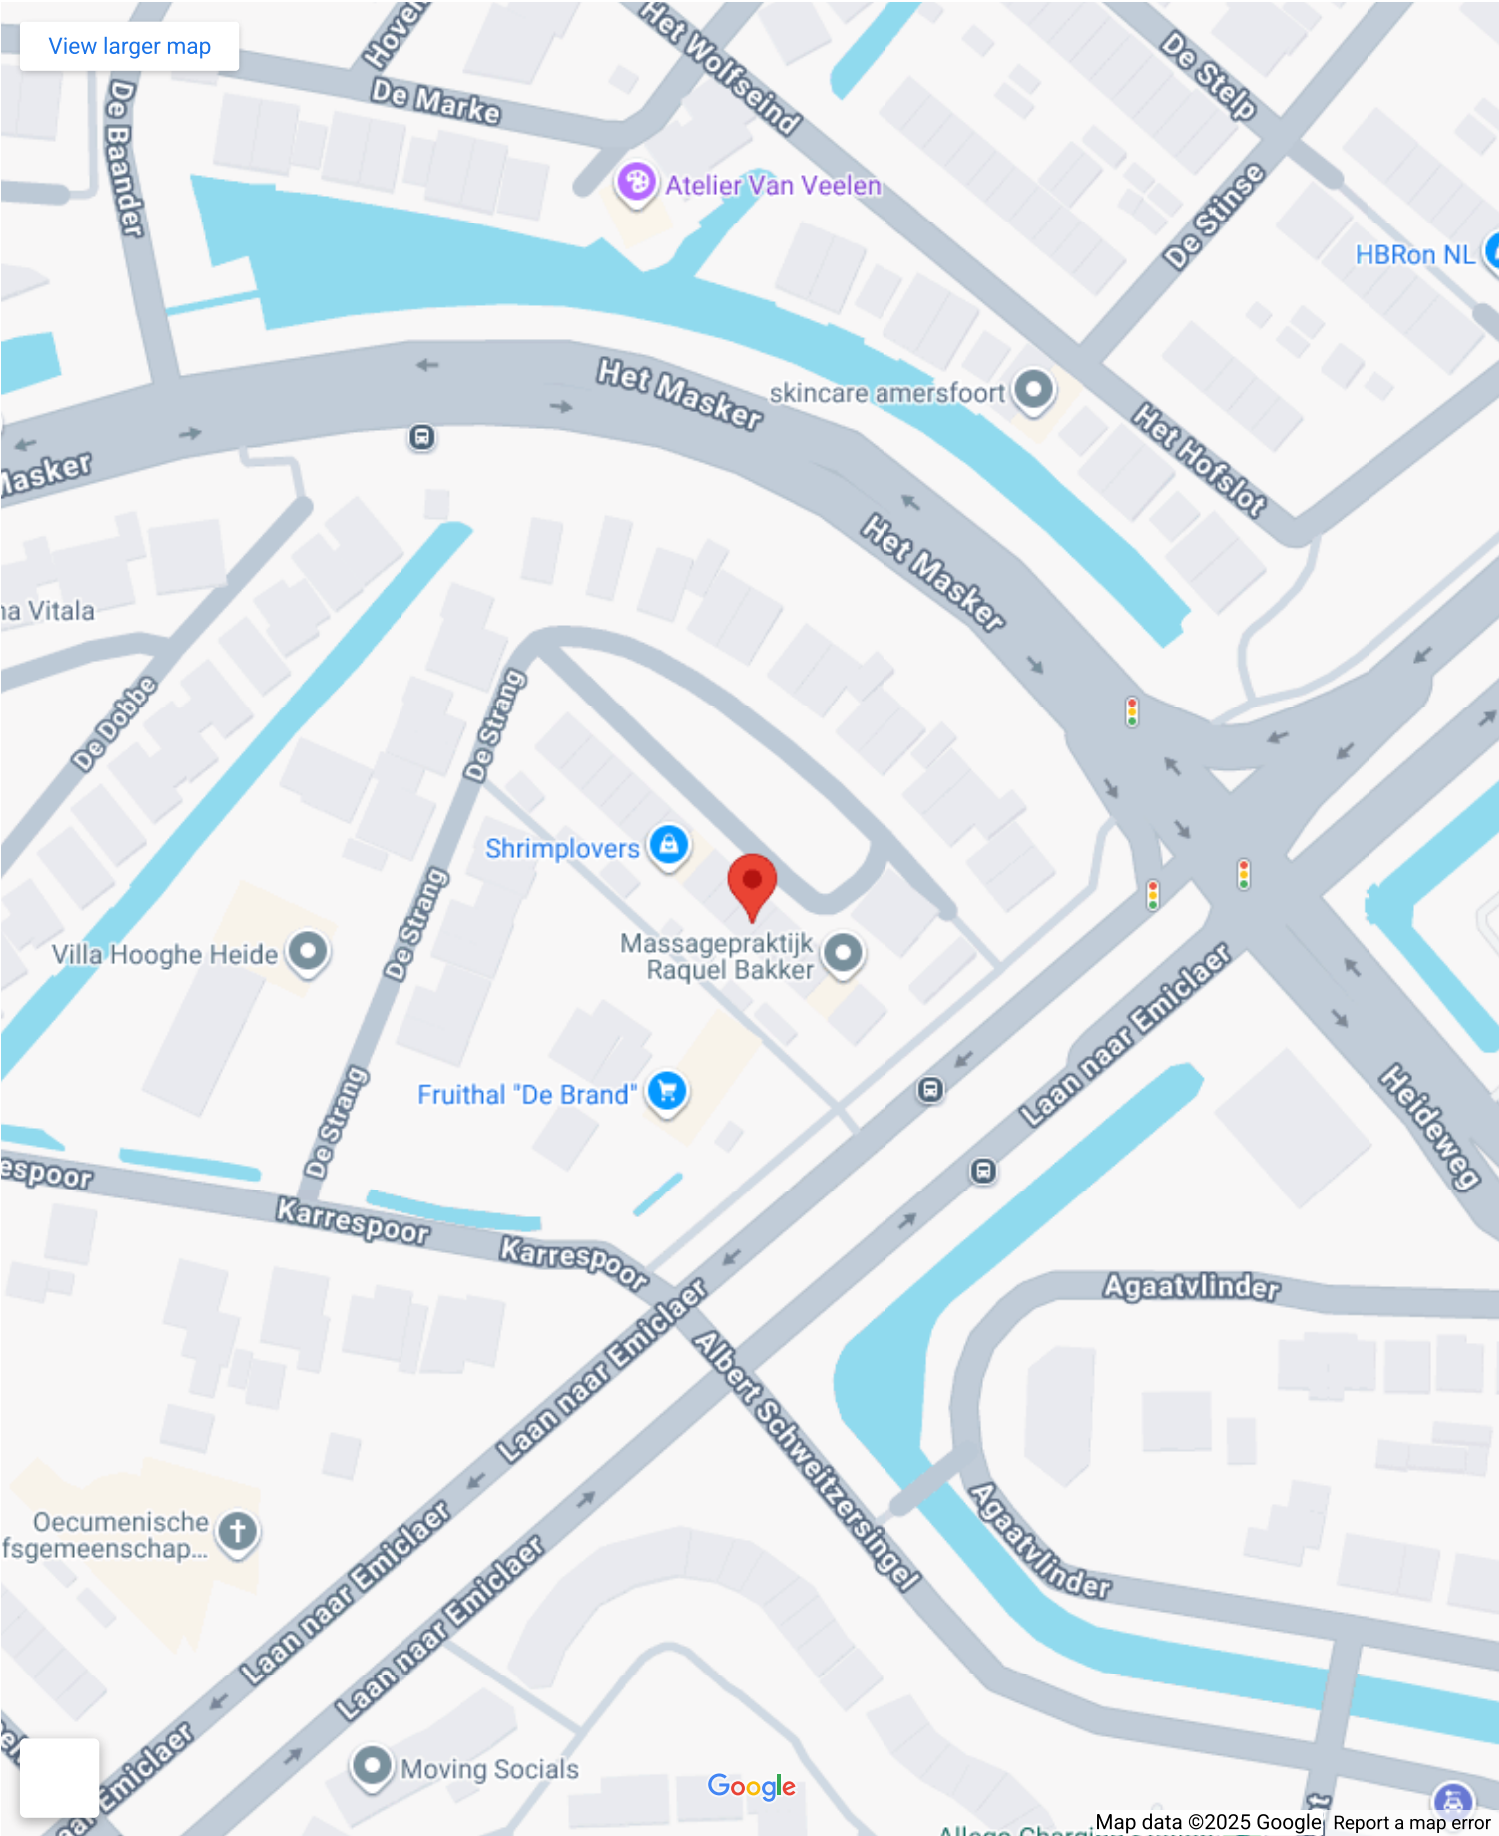 View larger map
Hoven
De Marke
De Baander
Het Wolfseind
De Stelp
Atelier Van Veelen
De Stinse
HBRon NL
Het Masker
skincare amersfoort
Het Hofslot
Masker
Het Masker
na Vitala
De Dobbe
De Strang
Shrimplovers
De Strang
Villa Hooghe Heide
Massagepraktijk
Raquel Bakker
Laan naar Emiclaer
Fruithal "De Brand"
De Strang
Heideweg
espoor
Karrespoor
Karrespoor
Agaatvlinder
Laan naar Emiclaer
Albert Schweitzersingel
Agaatvlinder
Oecumenische
fsgemeenschap...
Laan naar Emiclaer
Laan naar Emiclaer
aan Emiclaer
Moving Socials
Google
Map data ©2025 Google
Report a map error